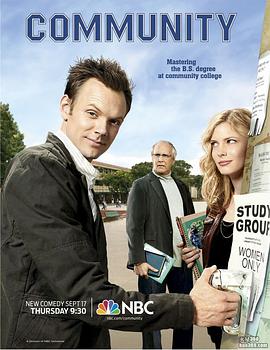 COMMUNITY
Mastering
the B.S. degree
at community college
STUDY
GROUP
WOMEN
ONLY
NEW COMEDY SEPT 17
THURSDAY 9:30
NBC
nbc.com/community